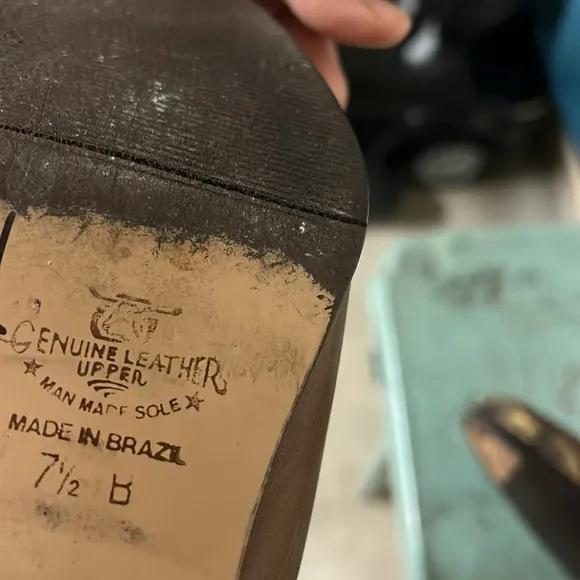 GENUINE LEATHER
UPPER
MAN MADE SOLE
MADE IN BRAZIL
7½ B